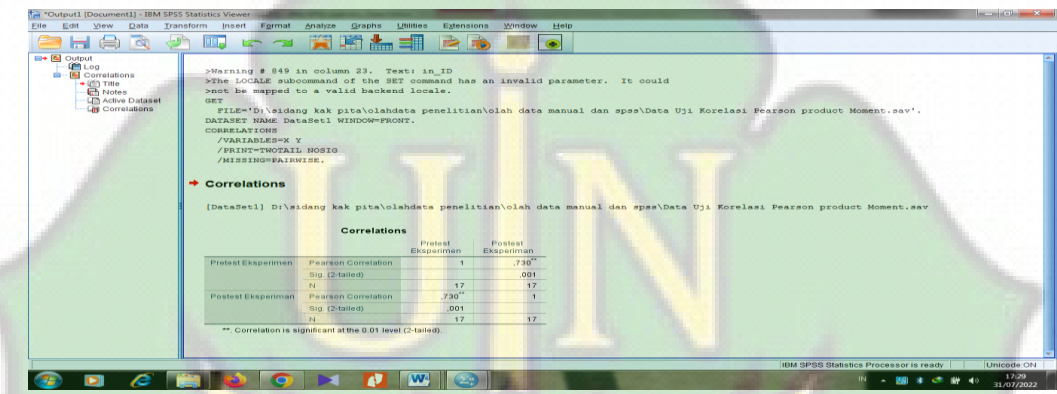 *Output1 [Document1] - IBM SPSS Statistics Viewer
File Edit View Data Transform Insert Format Analyze Graphs Utilities Extensions Window Help
Output
Log
Correlations
Title
Notes
Active Dataset
Correlations
>Warning # 849 in column 23. Text: in_ID
>The LOCALE subcommand of the SET command has an invalid parameter. It could
>not be mapped to a valid backend locale.
GET
FILE='D:\sidang kak pita\olahdata penelitian\olah data manual dan spss\Data Uji Korelasi Pearson product Moment.sav'.
DATASET NAME DataSet1 WINDOW=FRONT.
CORRELATIONS
/VARIABLES=X Y
/PRINT=TWOTAIL NOSIG
/MISSING=PAIRWISE.
Correlations
[DataSet1] D:\sidang kak pita\olahdata penelitian\olah data manual dan spss\Data Uji Korelasi Pearson product Moment.sav
Correlations
Pretest Eksperimen Postest Eksperiman
Pretest Eksperimen Pearson Correlation 1 ,730**
Sig. (2-tailed) ,001
N 17 17
Postest Eksperiman Pearson Correlation ,730** 1
Sig. (2-tailed) ,001
N 17 17
**. Correlation is significant at the 0.01 level (2-tailed).
IBM SPSS Statistics Processor is ready Unicode:ON
IN 17:29
31/07/2022
UIN